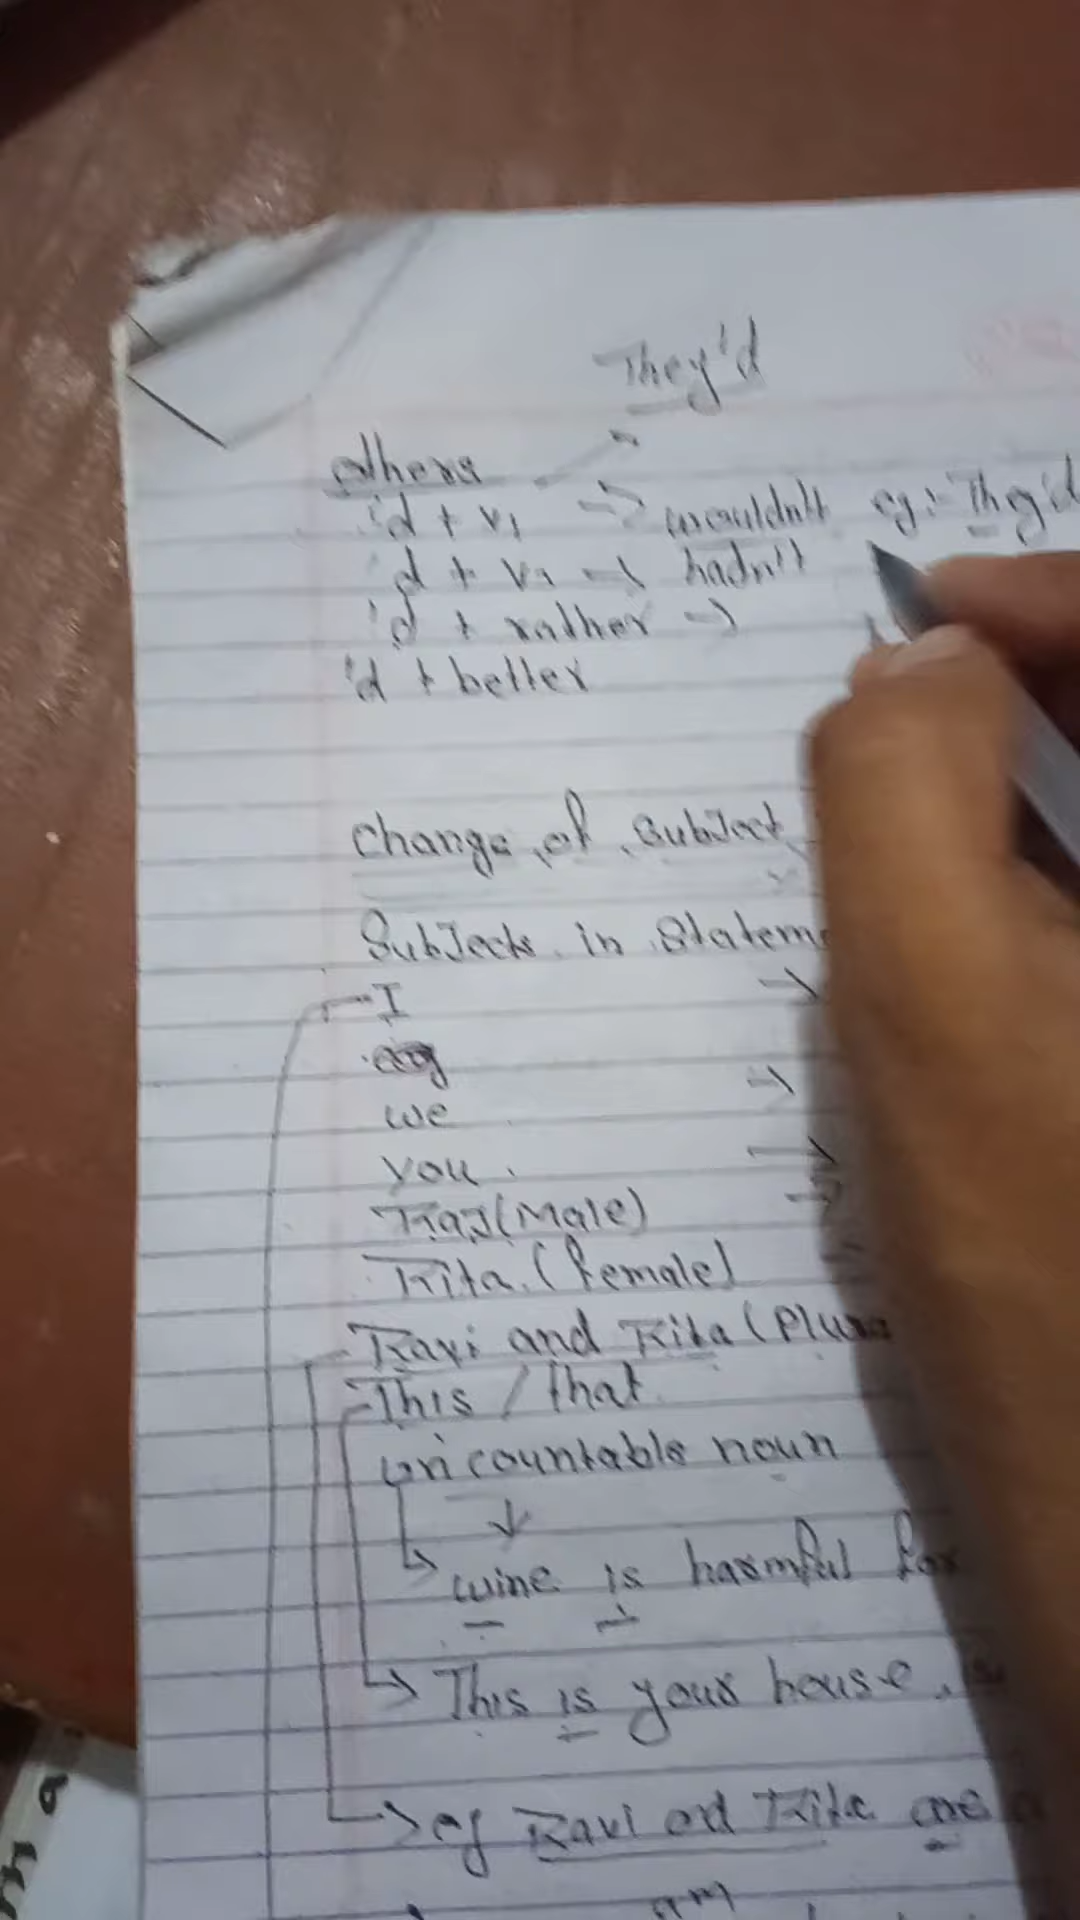 They'd
others
'd + V1 → wouldn't eg:- They'd
'd + V3 → hadn't
'd + rather →
'd + better
Change of Subject
Subjects in Statem
I →
we →
you →
Raj (Male) →
Rita (female)
Ravi and Rita (Plura
This / that
Uncountable noun
↓
wine is harmful for
This is your house,
eg Ravi and Rita are
am